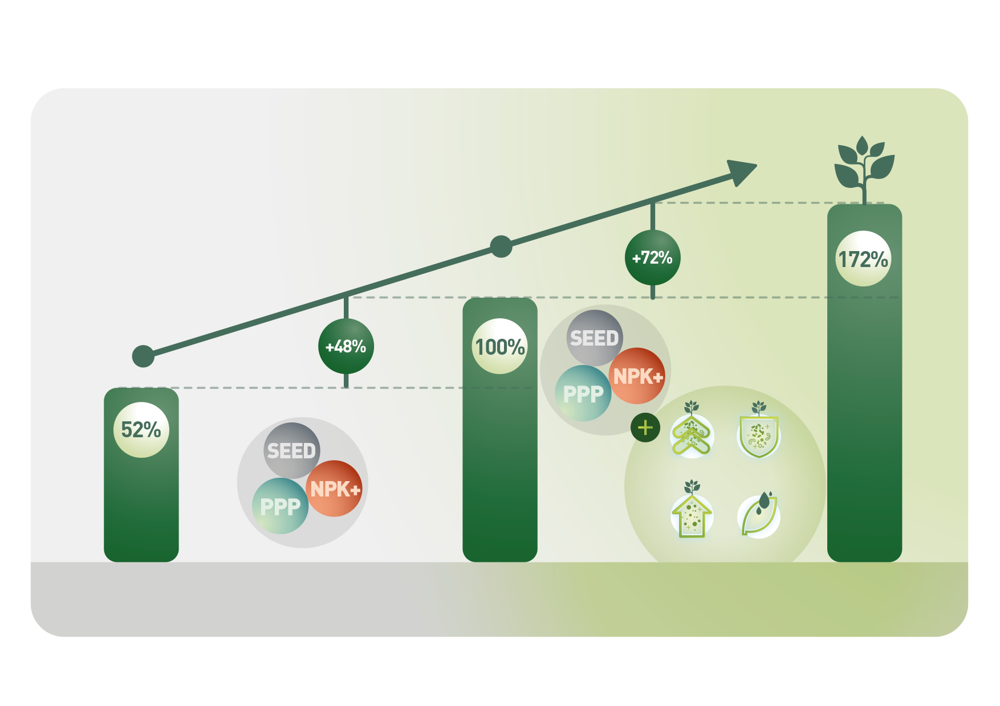 172%
+72%
+48%
100%
52%
SEED
NPK+
PPP
SEED
NPK+
PPP
+